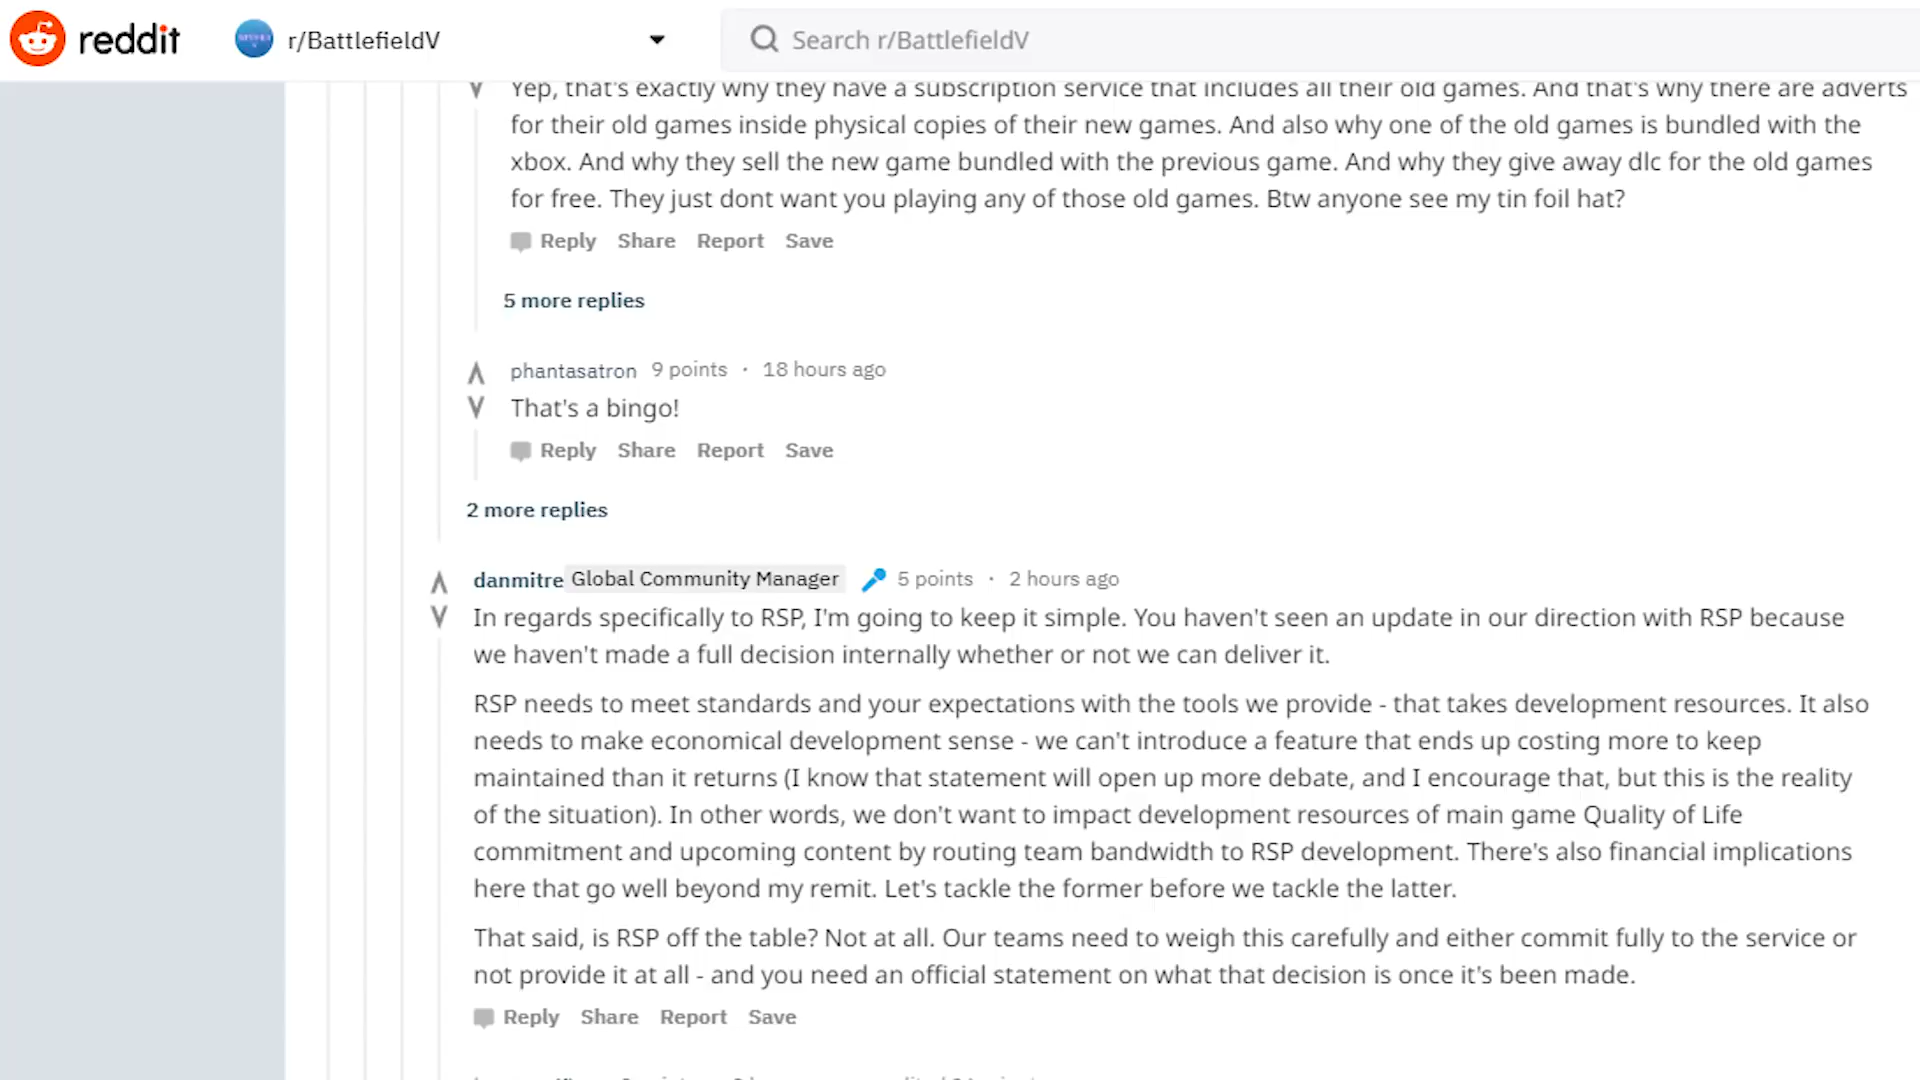 reddit
r/BattlefieldV
Search r/BattlefieldV
Yep, that's exactly why they have a subscription service that includes all their old games. And that's why there are adverts
for their old games inside physical copies of their new games. And also why one of the old games is bundled with the
xbox. And why they sell the new game bundled with the previous game. And why they give away dlc for the old games
for free. They just dont want you playing any of those old games. Btw anyone see my tin foil hat?
Reply Share Report Save
5 more replies
phantasatron 9 points · 18 hours ago
That's a bingo!
Reply Share Report Save
2 more replies
danmitre Global Community Manager 5 points · 2 hours ago
In regards specifically to RSP, I'm going to keep it simple. You haven't seen an update in our direction with RSP because
we haven't made a full decision internally whether or not we can deliver it.
RSP needs to meet standards and your expectations with the tools we provide - that takes development resources. It also
needs to make economical development sense - we can't introduce a feature that ends up costing more to keep
maintained than it returns (I know that statement will open up more debate, and I encourage that, but this is the reality
of the situation). In other words, we don't want to impact development resources of main game Quality of Life
commitment and upcoming content by routing team bandwidth to RSP development. There's also financial implications
here that go well beyond my remit. Let's tackle the former before we tackle the latter.
That said, is RSP off the table? Not at all. Our teams need to weigh this carefully and either commit fully to the service or
not provide it at all - and you need an official statement on what that decision is once it's been made.
Reply Share Report Save